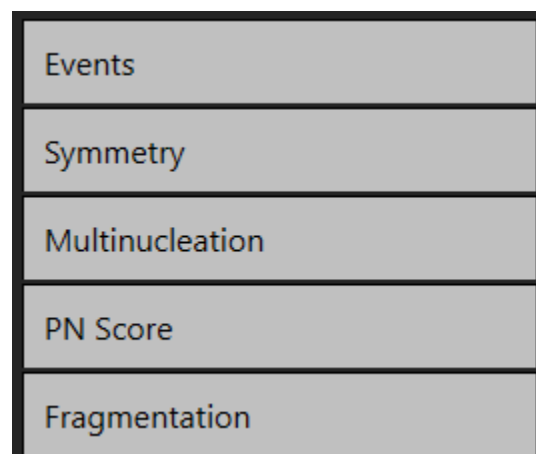 Events
Symmetry
Multinucleation
PN Score
Fragmentation